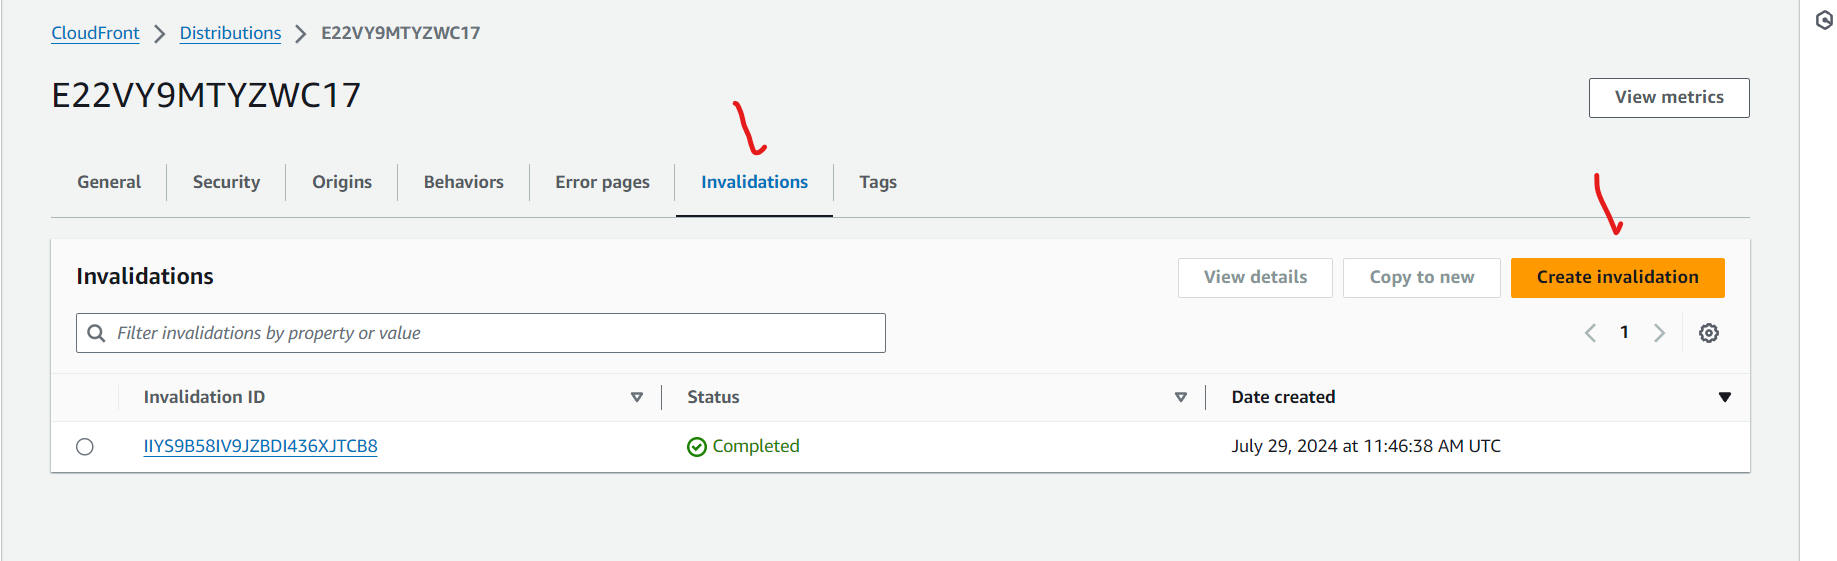 CloudFront > Distributions > E22VY9MTYZWC17
E22VY9MTYZWC17
View metrics
General Security Origins Behaviors Error pages Invalidations Tags
Invalidations
View details Copy to new Create invalidation
Filter invalidations by property or value
1
Invalidation ID Status Date created
IIYS9B58IV9JZBDI436XJTCB8 Completed July 29, 2024 at 11:46:38 AM UTC